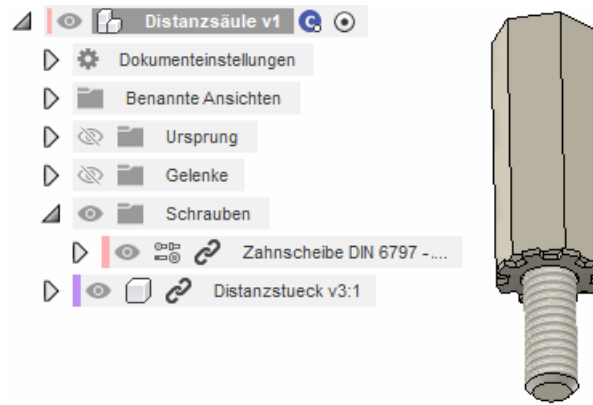 Distanzsäule v1
Dokumenteinstellungen
Benannte Ansichten
Ursprung
Gelenke
Schrauben
Zahnscheibe DIN 6797 -....
Distanzstueck v3:1